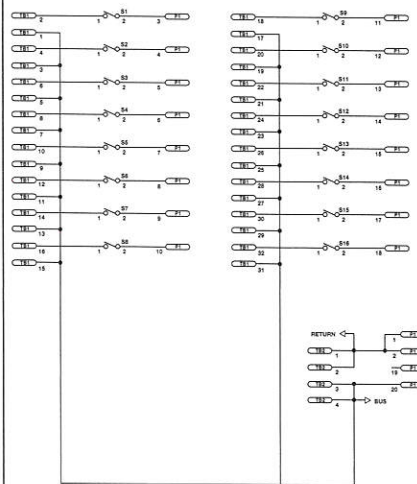 TB1 S1 P1
2 1 2 3
TB1
1
TB1 S2 P1
4 1 2 4
TB1
3
TB1 S3 P1
6 1 2 5
TB1
5
TB1 S4 P1
8 1 2 6
TB1
7
TB1 S5 P1
10 1 2 7
TB1
9
TB1 S6 P1
12 1 2 8
TB1
11
TB1 S7 P1
14 1 2 9
TB1
13
TB1 S8 P1
16 1 2 10
TB1
15
TB1 S9 P1
18 1 2 11
TB1
17
TB1 S10 P1
20 1 2 12
TB1
19
TB1 S11 P1
22 1 2 13
TB1
21
TB1 S12 P1
24 1 2 14
TB1
23
TB1 S13 P1
26 1 2 15
TB1
25
TB1 S14 P1
28 1 2 16
TB1
27
TB1 S15 P1
30 1 2 17
TB1
29
TB1 S16 P1
32 1 2 18
TB1
31
RETURN P1
1
TB2 P1
1 2
TB2 P1
2 19
TB2 P1
3 20
TB2 BUS
4